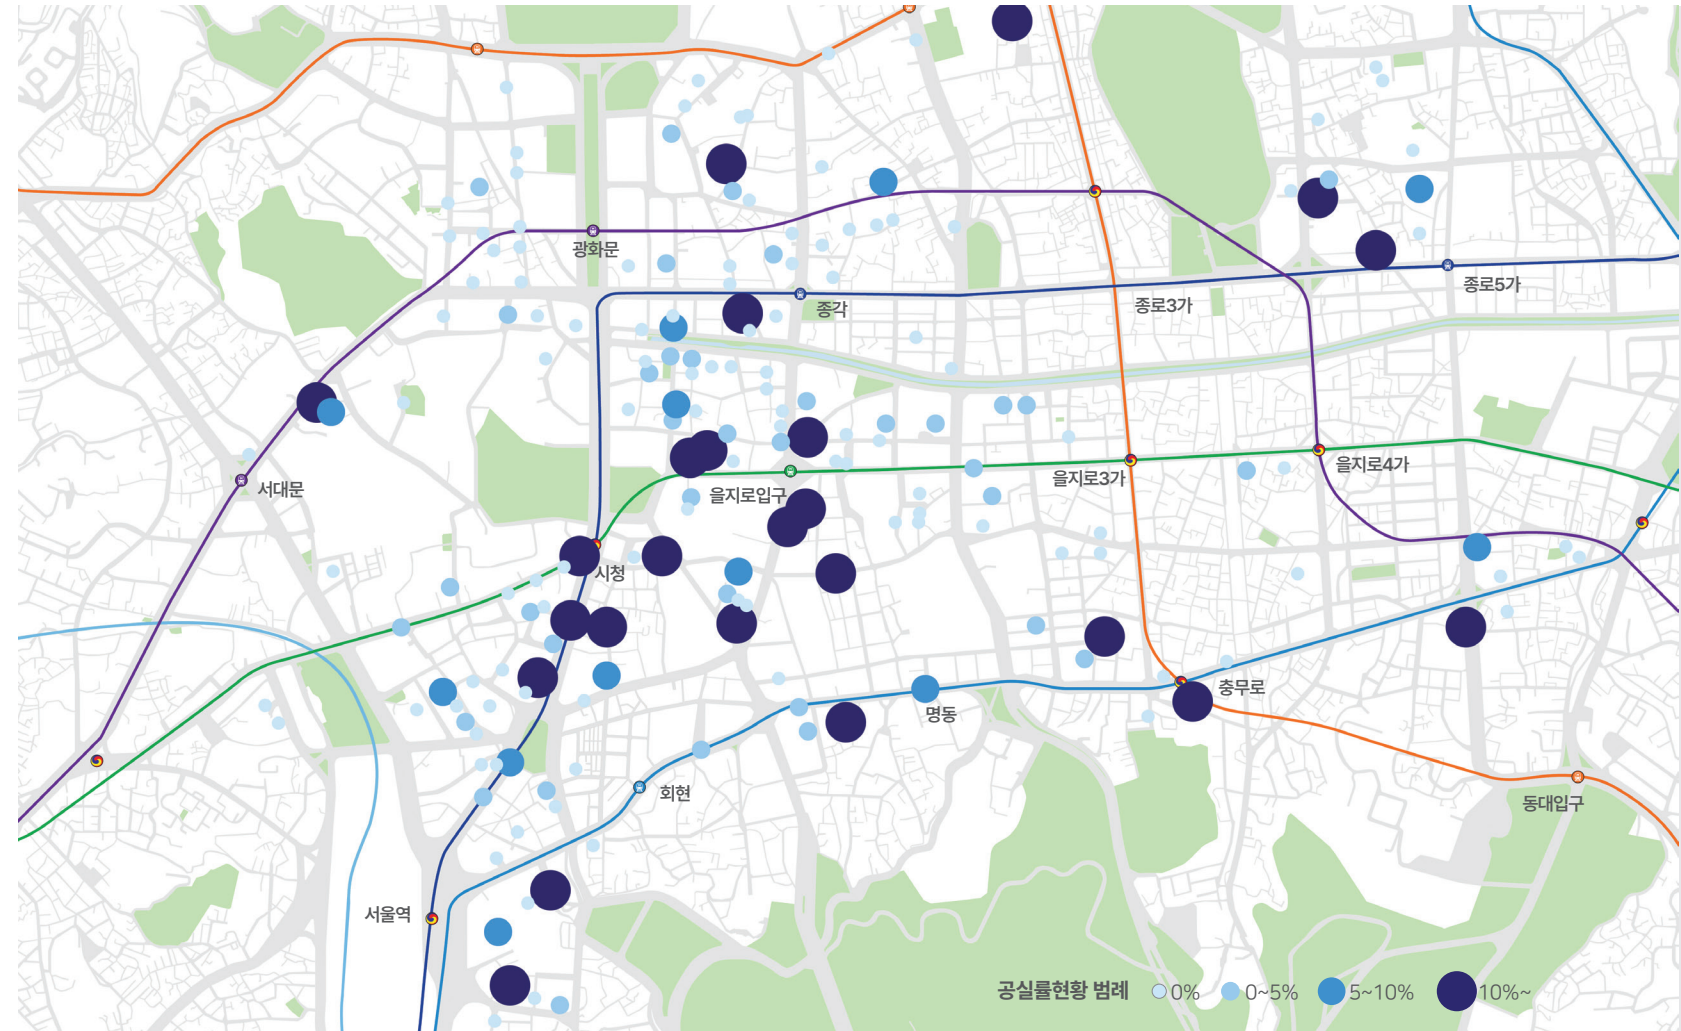 광화문
종각
종로3가
종로5가
서대문
을지로입구
을지로3가
을지로4가
시청
충무로
명동
회현
동대입구
서울역
공실률현황 범례 0% 0~5% 5~10% 10%~